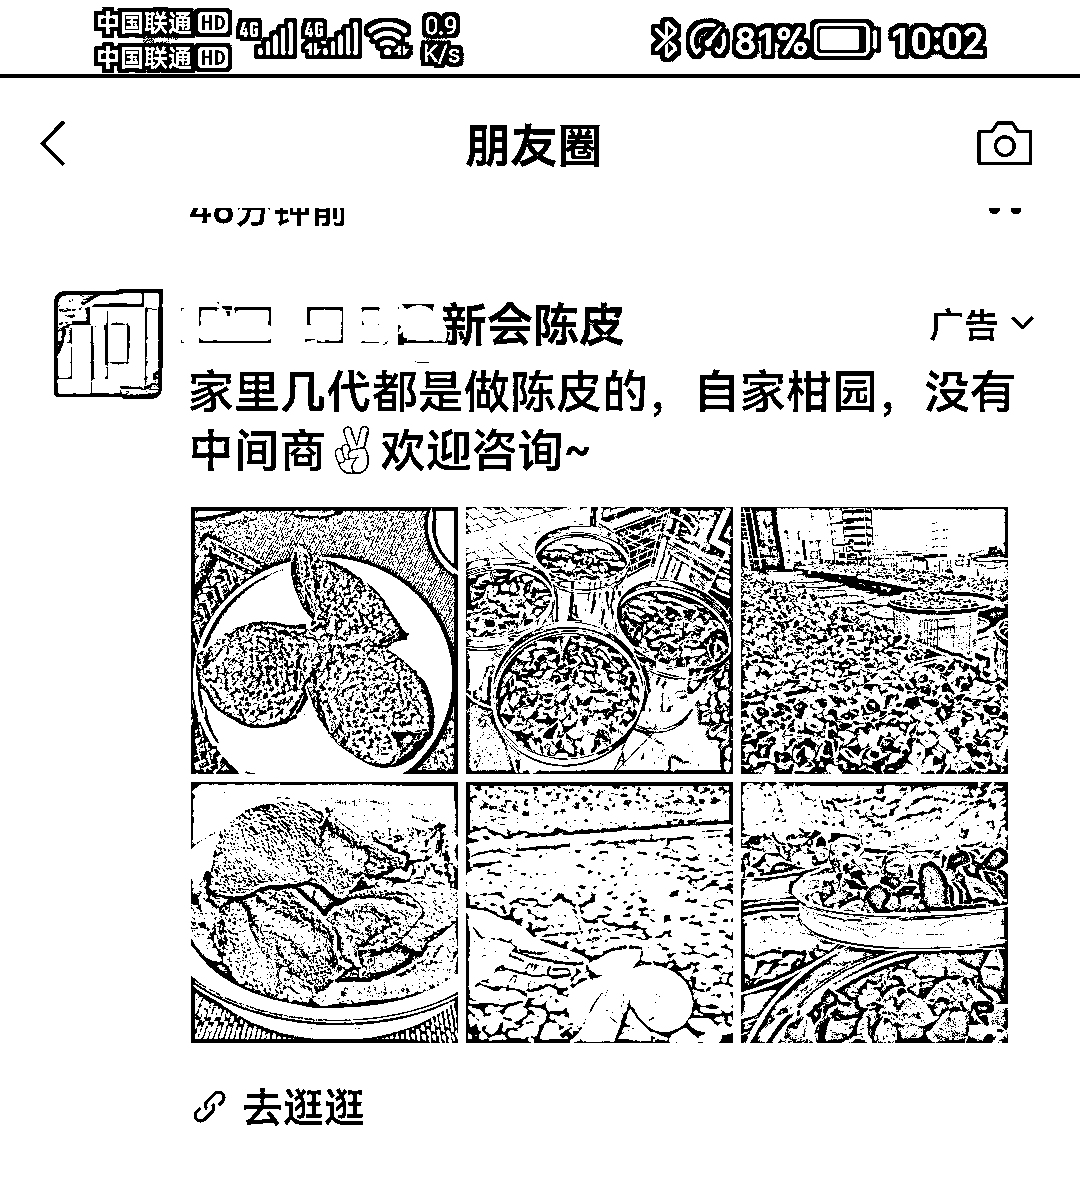 中国联通 HD 4G 4G 0.9 K/s 81% 10:02
中国联通 HD
朋友圈
48分钟前
新会陈皮 广告
家里几代都是做陈皮的，自家柑园，没有
中间商✌欢迎咨询~
去逛逛